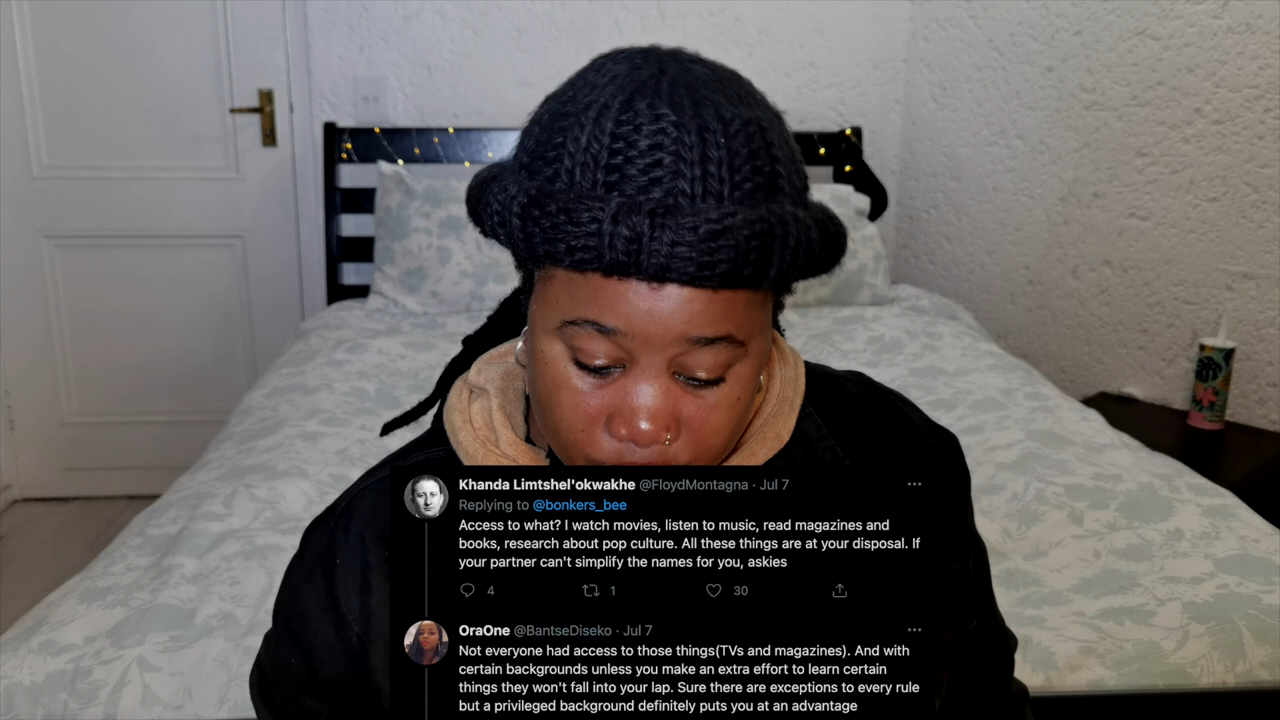 Khanda Limtshel'okwakhe @FloydMontagna · Jul 7
Replying to @bonkers_bee
Access to what? I watch movies, listen to music, read magazines and
books, research about pop culture. All these things are at your disposal. If
your partner can't simplify the names for you, askies
4 1 30
OraOne @BantseDiseko · Jul 7
Not everyone had access to those things(TVs and magazines). And with
certain backgrounds unless you make an extra effort to learn certain
things they won't fall into your lap. Sure there are exceptions to every rule
but a privileged background definitely puts you at an advantage